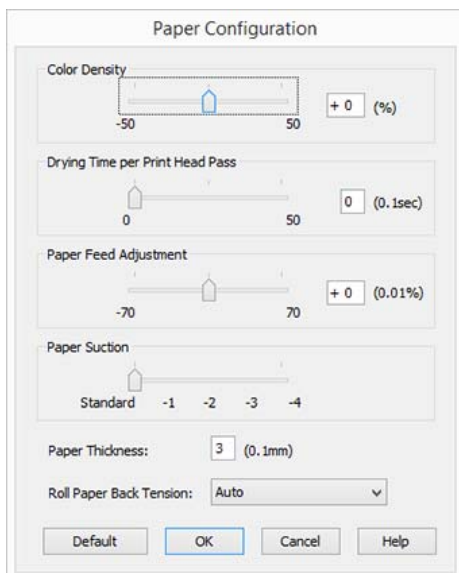 Paper Configuration
Color Density
-50 50 + 0 (%)
Drying Time per Print Head Pass
0 50 0 (0.1sec)
Paper Feed Adjustment
-70 70 + 0 (0.01%)
Paper Suction
Standard -1 -2 -3 -4
Paper Thickness: 3 (0.1mm)
Roll Paper Back Tension: Auto
Default OK Cancel Help